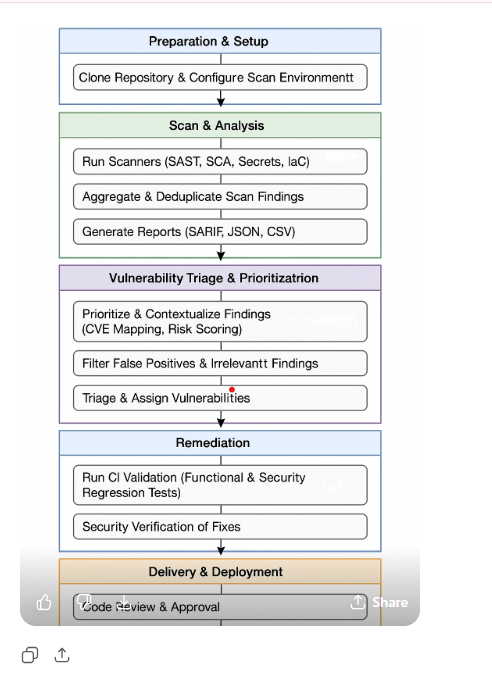 Preparation & Setup
Clone Repository & Configure Scan Environmentt
Scan & Analysis
Run Scanners (SAST, SCA, Secrets, IaC)
Aggregate & Deduplicate Scan Findings
Generate Reports (SARIF, JSON, CSV)
Vulnerability Triage & Prioritizatrion
Prioritize & Contextualize Findings
(CVE Mapping, Risk Scoring)
Filter False Positives & Irrelevantt Findings
Triage & Assign Vulnerabilities
Remediation
Run CI Validation (Functional & Security
Regression Tests)
Security Verification of Fixes
Delivery & Deployment
Code Review & Approval
Share